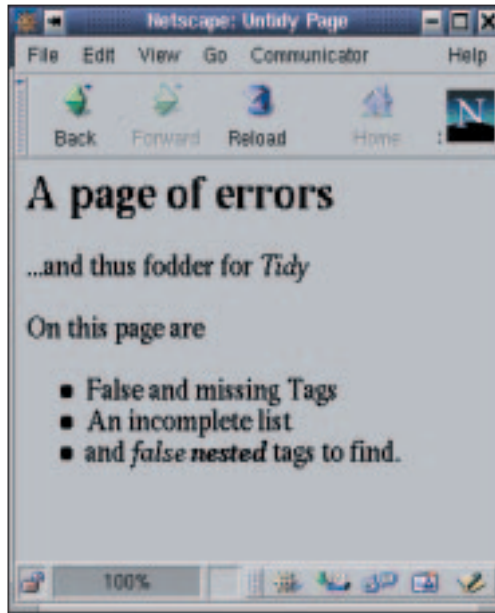 Netscape: Untidy Page
File Edit View Go Communicator Help
Back Forward Reload Home
N
A page of errors
...and thus fodder for Tidy
On this page are
False and missing Tags
An incomplete list
and false nested tags to find.
100%